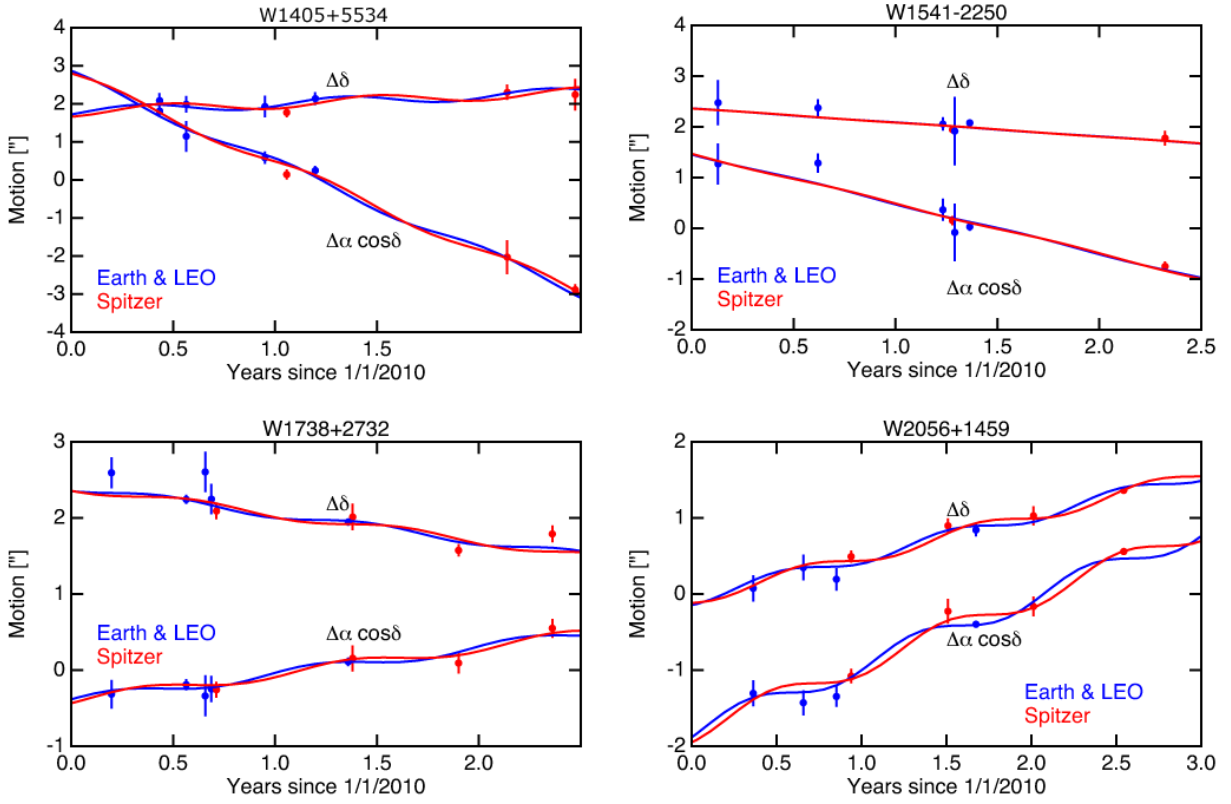 W1405+5534
4
3
2
1
0
-1
-2
-3
-4
Motion ["]
Δδ
Δα cosδ
Earth & LEO
Spitzer
0.0 0.5 1.0 1.5
Years since 1/1/2010
W1541-2250
4
3
2
1
0
-1
-2
Motion ["]
Δδ
Δα cosδ
Earth & LEO
Spitzer
0.0 0.5 1.0 1.5 2.0 2.5
Years since 1/1/2010
W1738+2732
3
2
1
0
-1
Motion ["]
Δδ
Δα cosδ
Earth & LEO
Spitzer
0.0 0.5 1.0 1.5 2.0
Years since 1/1/2010
W2056+1459
2
1
0
-1
-2
Motion ["]
Δδ
Δα cosδ
Earth & LEO
Spitzer
0.0 0.5 1.0 1.5 2.0 2.5 3.0
Years since 1/1/2010